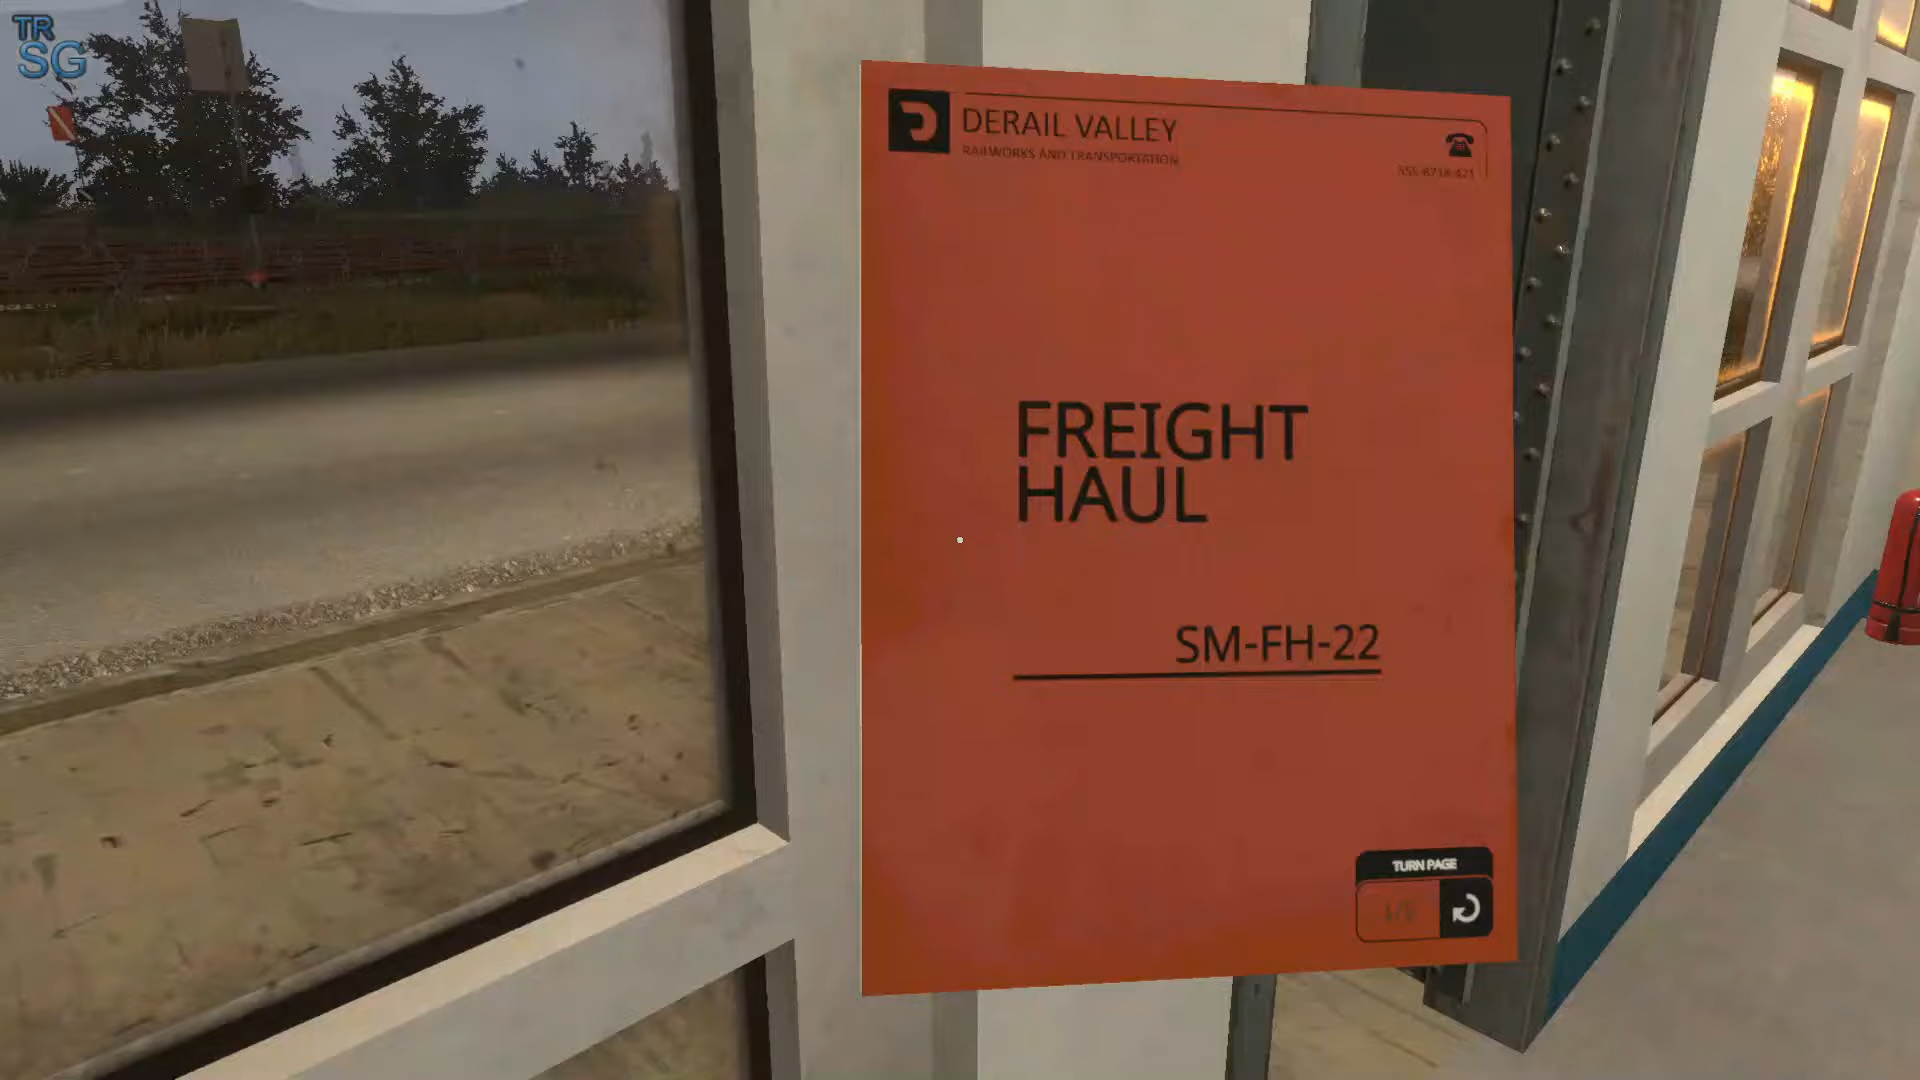 TR
SG
DERAIL VALLEY
RAILWORKS AND TRANSPORTATION
FREIGHT
HAUL
SM-FH-22
TURN PAGE